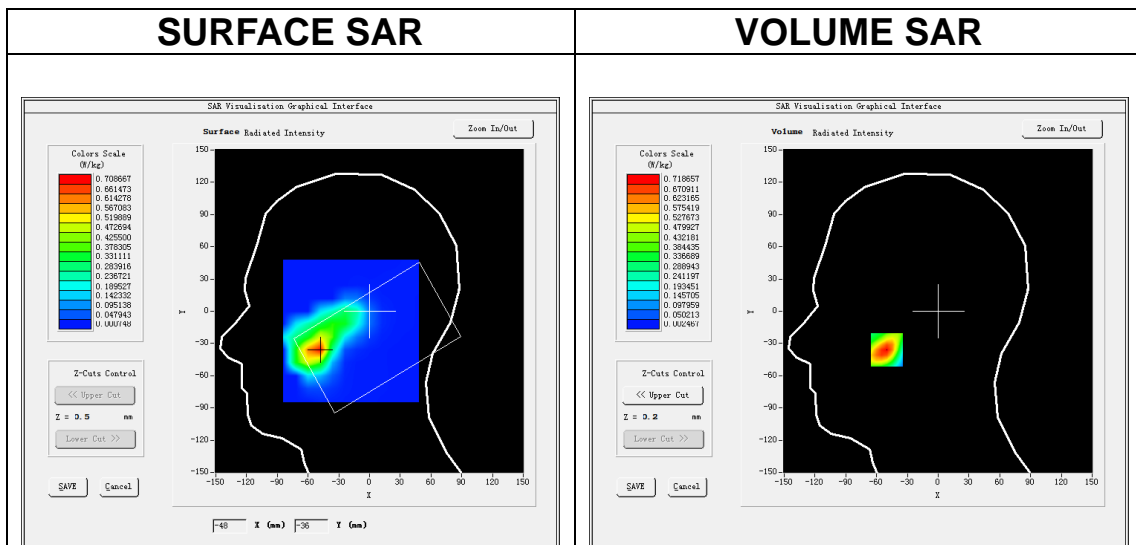 SURFACE SAR
VOLUME SAR
SAR Visualisation Graphical Interface
Surface Radiated Intensity
Zoom In/Out
Colors Scale
(W/kg)
0.708667
0.661473
0.614278
0.567083
0.519889
0.472694
0.425500
0.378305
0.331111
0.283916
0.236721
0.189527
0.142332
0.095138
0.047943
0.000748
150
120
90
60
30
0
-30
-60
-90
-120
-150
Y
-150 -120 -90 -60 -30 0 30 60 90 120 150
X
Z-Cuts Control
<< Upper Cut
Z = 0.5 mm
Lower Cut >>
SAVE Cancel
-48 X (mm) -36 Y (mm)
SAR Visualisation Graphical Interface
Volume Radiated Intensity
Zoom In/Out
Colors Scale
(W/kg)
0.718657
0.670911
0.623165
0.575419
0.527673
0.479927
0.432181
0.384435
0.336689
0.288943
0.241197
0.193451
0.145705
0.097959
0.050213
0.002467
150
120
90
60
30
0
-30
-60
-90
-120
-150
Y
-150 -120 -90 -60 -30 0 30 60 90 120 150
X
Z-Cuts Control
<< Upper Cut
Z = 0.2 mm
Lower Cut >>
SAVE Cancel